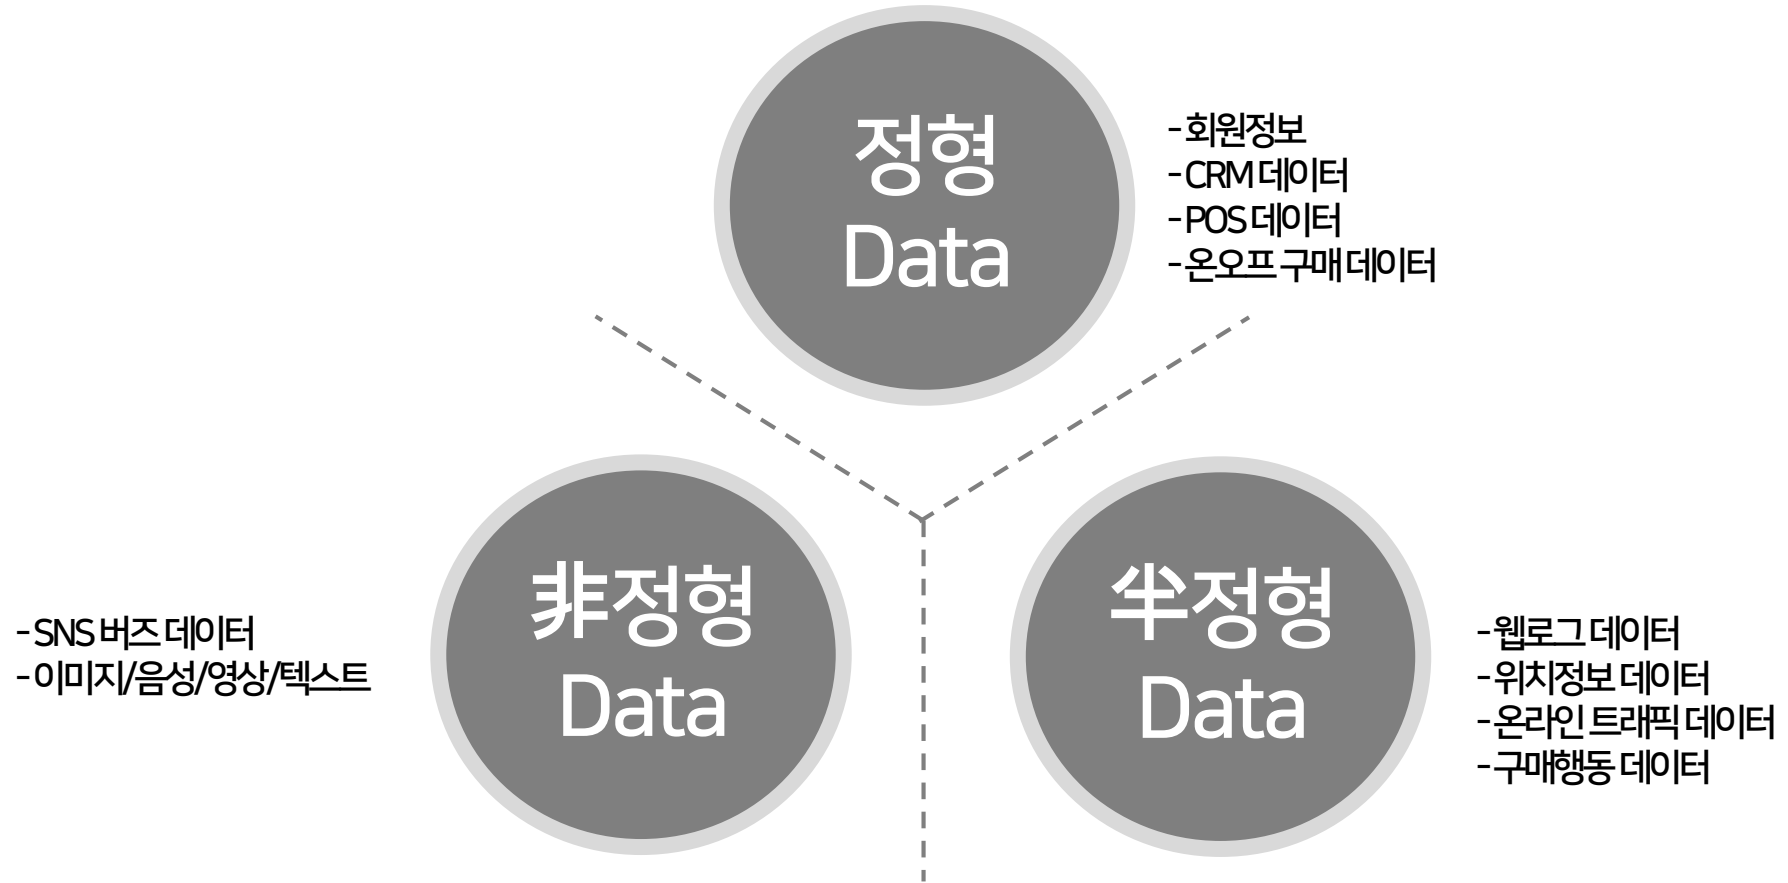 정형
Data
- 회원정보
- CRM 데이터
- POS 데이터
- 온오프 구매 데이터
非정형
Data
- SNS 버즈 데이터
- 이미지/음성/영상/텍스트
半정형
Data
- 웹로그 데이터
- 위치정보 데이터
- 온라인 트래픽 데이터
- 구매행동 데이터